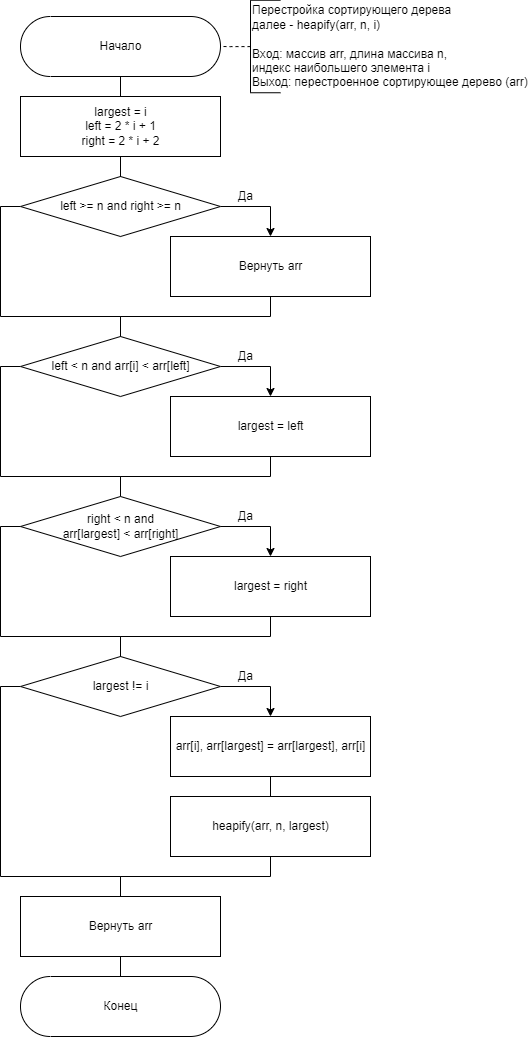 Начало
Перестройка сортирующего дерева
далее - heapify(arr, n, i)
Вход: массив arr, длина массива n,
индекс наибольшего элемента i
Выход: перестроенное сортирующее дерево (arr)
largest = i
left = 2 * i + 1
right = 2 * i + 2
left >= n and right >= n
Да
Вернуть arr
left < n and arr[i] < arr[left]
Да
largest = left
right < n and
arr[largest] < arr[right]
Да
largest = right
largest != i
Да
arr[i], arr[largest] = arr[largest], arr[i]
heapify(arr, n, largest)
Вернуть arr
Конец